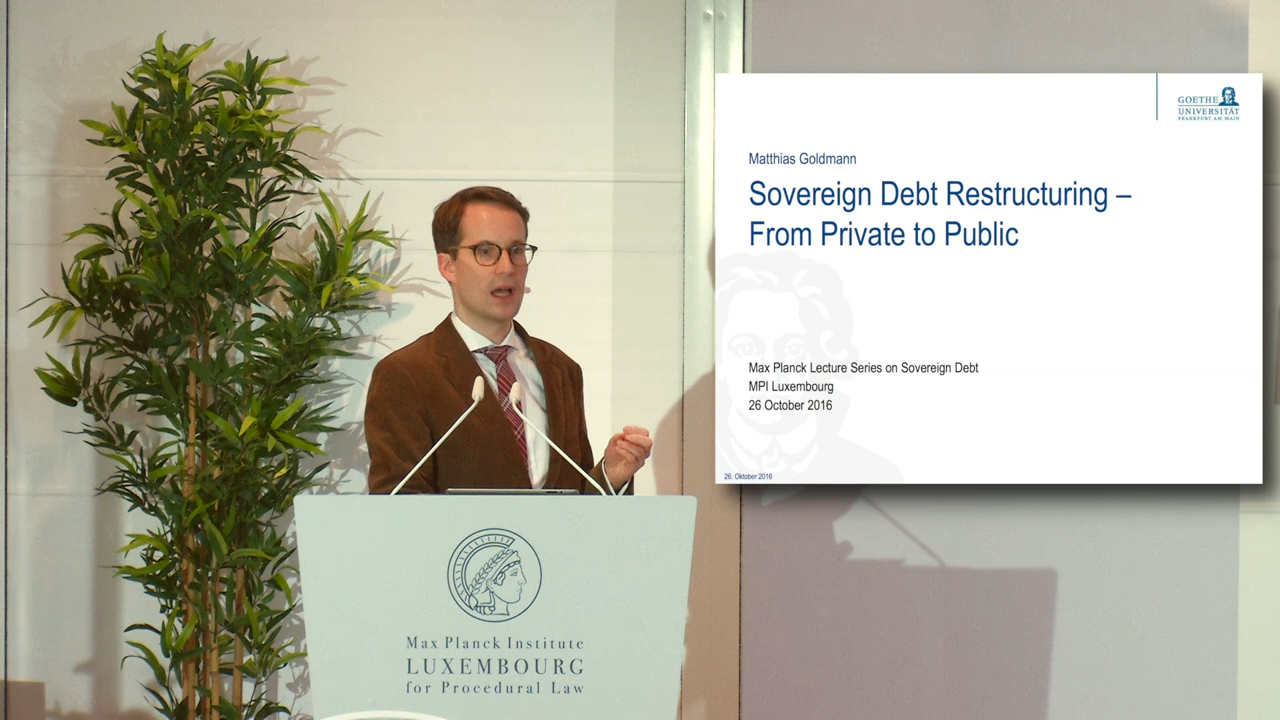 GOETHE
UNIVERSITÄT
FRANKFURT AM MAIN
Matthias Goldmann
Sovereign Debt Restructuring –
From Private to Public
Max Planck Lecture Series on Sovereign Debt
MPI Luxembourg
26 October 2016
26. Oktober 2016
Max Planck Institute
LUXEMBOURG
for Procedural Law